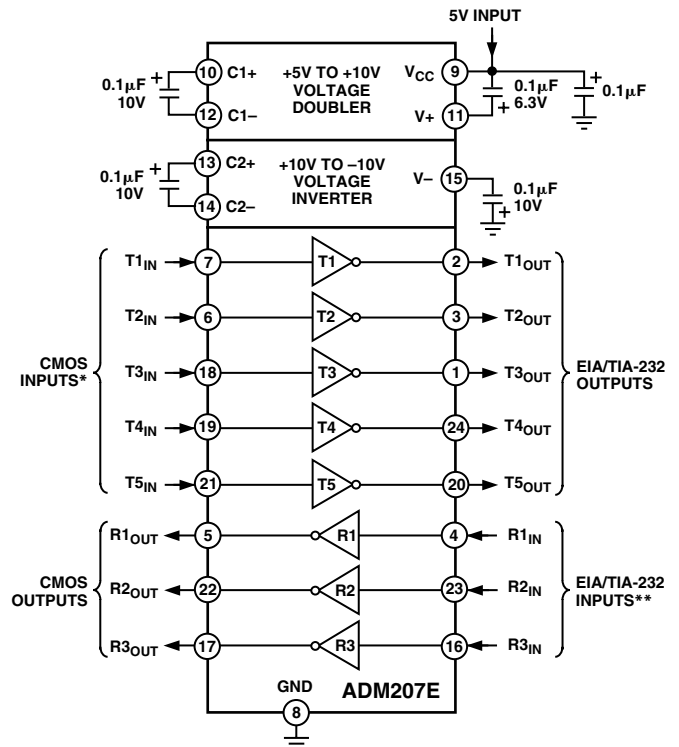 5V INPUT
0.1µF
10V
+
10
C1+
12
C1–
+5V TO +10V
VOLTAGE
DOUBLER
VCC
9
V+
11
0.1µF
6.3V
+
+
0.1µF
0.1µF
10V
+
13
C2+
14
C2–
+10V TO –10V
VOLTAGE
INVERTER
V–
15
0.1µF
10V
+
CMOS
INPUTS*
T1IN
7
T1
2
T1OUT
T2IN
6
T2
3
T2OUT
T3IN
18
T3
1
T3OUT
T4IN
19
T4
24
T4OUT
T5IN
21
T5
20
T5OUT
EIA/TIA-232
OUTPUTS
CMOS
OUTPUTS
R1OUT
5
R1
4
R1IN
R2OUT
22
R2
23
R2IN
R3OUT
17
R3
16
R3IN
EIA/TIA-232
INPUTS**
GND
8
ADM207E